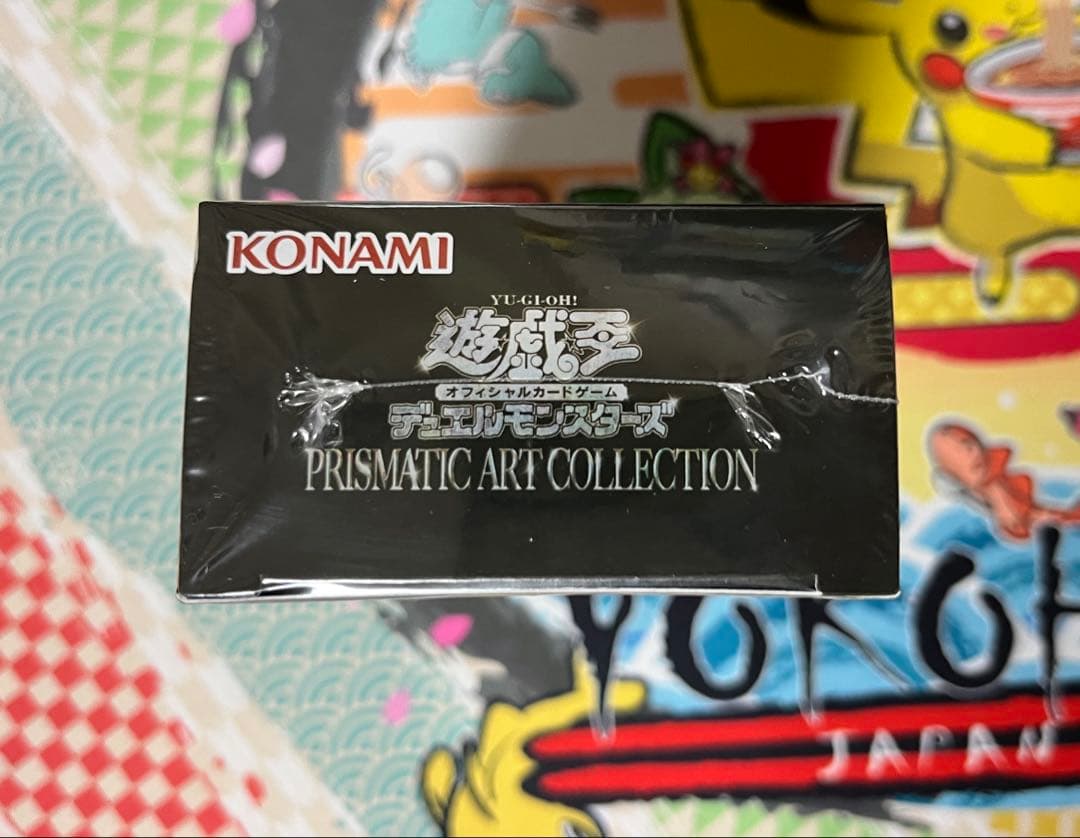 KONAMI
YU-GI-OH!
遊戯王
オフィシャルカードゲーム
デュエルモンスターズ
PRISMATIC ART COLLECTION
YOKOH
JAPAN